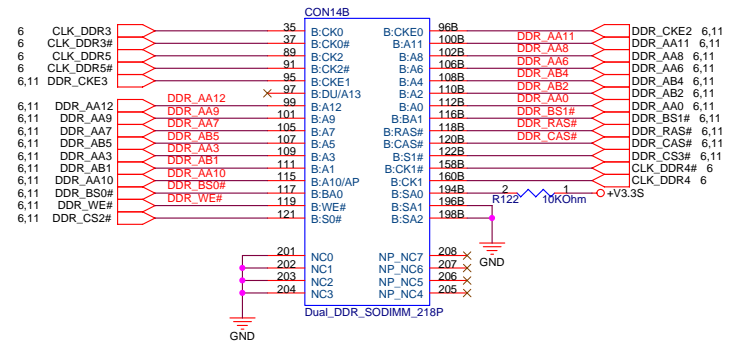 CON14B
6 CLK_DDR3 35 B:CK0 B:CKE0 96B DDR_CKE2 6,11
6 CLK_DDR3# 37 B:CK0# B:A11 100B DDR_AA11 DDR_AA11 6,11
6 CLK_DDR5 89 B:CK2 B:A8 102B DDR_AA8 DDR_AA8 6,11
6 CLK_DDR5# 91 B:CK2# B:A6 106B DDR_AA6 DDR_AA6 6,11
6,11 DDR_CKE3 95 B:CKE1 B:A4 108B DDR_AB4 DDR_AB4 6,11
97 B:DU/A13 B:A2 110B DDR_AB2 DDR_AB2 6,11
6,11 DDR_AA12 DDR_AA12 99 B:A12 B:A0 112B DDR_AA0 DDR_AA0 6,11
6,11 DDR_AA9 DDR_AA9 101 B:A9 B:BA1 116B DDR_BS1# DDR_BS1# 6,11
6,11 DDR_AA7 DDR_AA7 105 B:A7 B:RAS# 118B DDR_RAS# DDR_RAS# 6,11
6,11 DDR_AB5 DDR_AB5 107 B:A5 B:CAS# 120B DDR_CAS# DDR_CAS# 6,11
6,11 DDR_AA3 DDR_AA3 109 B:A3 B:S1# 122B DDR_CS3# 6,11
6,11 DDR_AB1 DDR_AB1 111 B:A1 B:CK1# 158B CLK_DDR4# 6
6,11 DDR_AA10 DDR_AA10 115 B:A10/AP B:CK1 160B CLK_DDR4 6
6,11 DDR_BS0# DDR_BS0# 117 B:BA0 B:SA0 194B 2 R122 1 10KOhm +V3.3S
6,11 DDR_WE# DDR_WE# 119 B:WE# B:SA1 196B
6,11 DDR_CS2# 121 B:S0# B:SA2 198B
GND
201 NC0 NP_NC7 208
202 NC1 NP_NC6 207
203 NC2 NP_NC5 206
204 NC3 NP_NC4 205
Dual_DDR_SODIMM_218P
GND